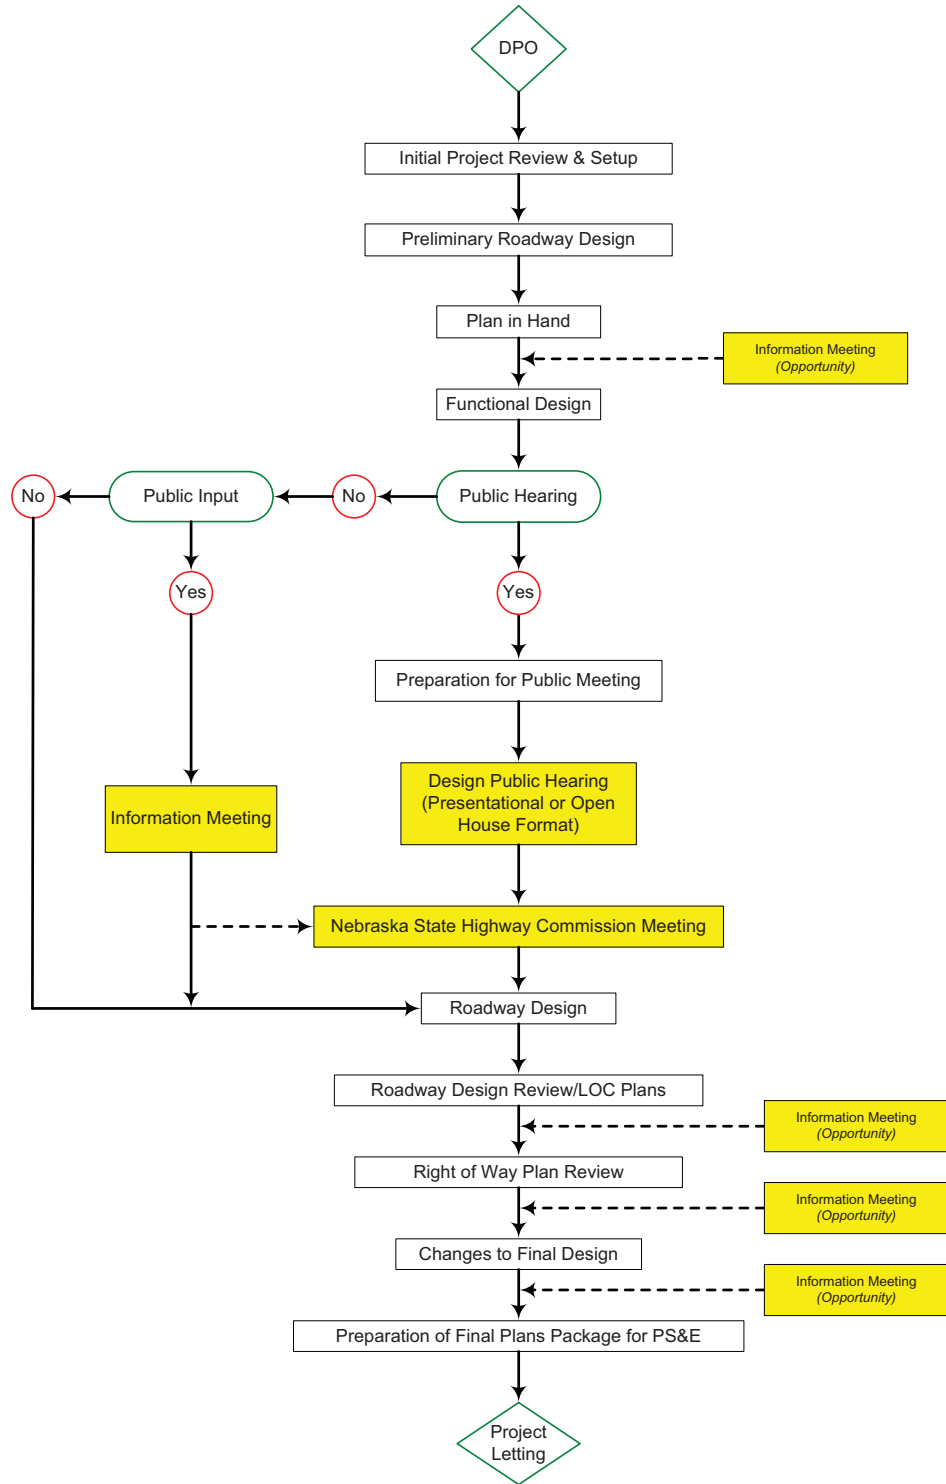 DPO
Initial Project Review & Setup
Preliminary Roadway Design
Plan in Hand
Information Meeting
(Opportunity)
Functional Design
No
Public Input
No
Public Hearing
Yes
Yes
Preparation for Public Meeting
Design Public Hearing
(Presentational or Open
House Format)
Information Meeting
Nebraska State Highway Commission Meeting
Roadway Design
Roadway Design Review/LOC Plans
Information Meeting
(Opportunity)
Right of Way Plan Review
Information Meeting
(Opportunity)
Changes to Final Design
Information Meeting
(Opportunity)
Preparation of Final Plans Package for PS&E
Project
Letting